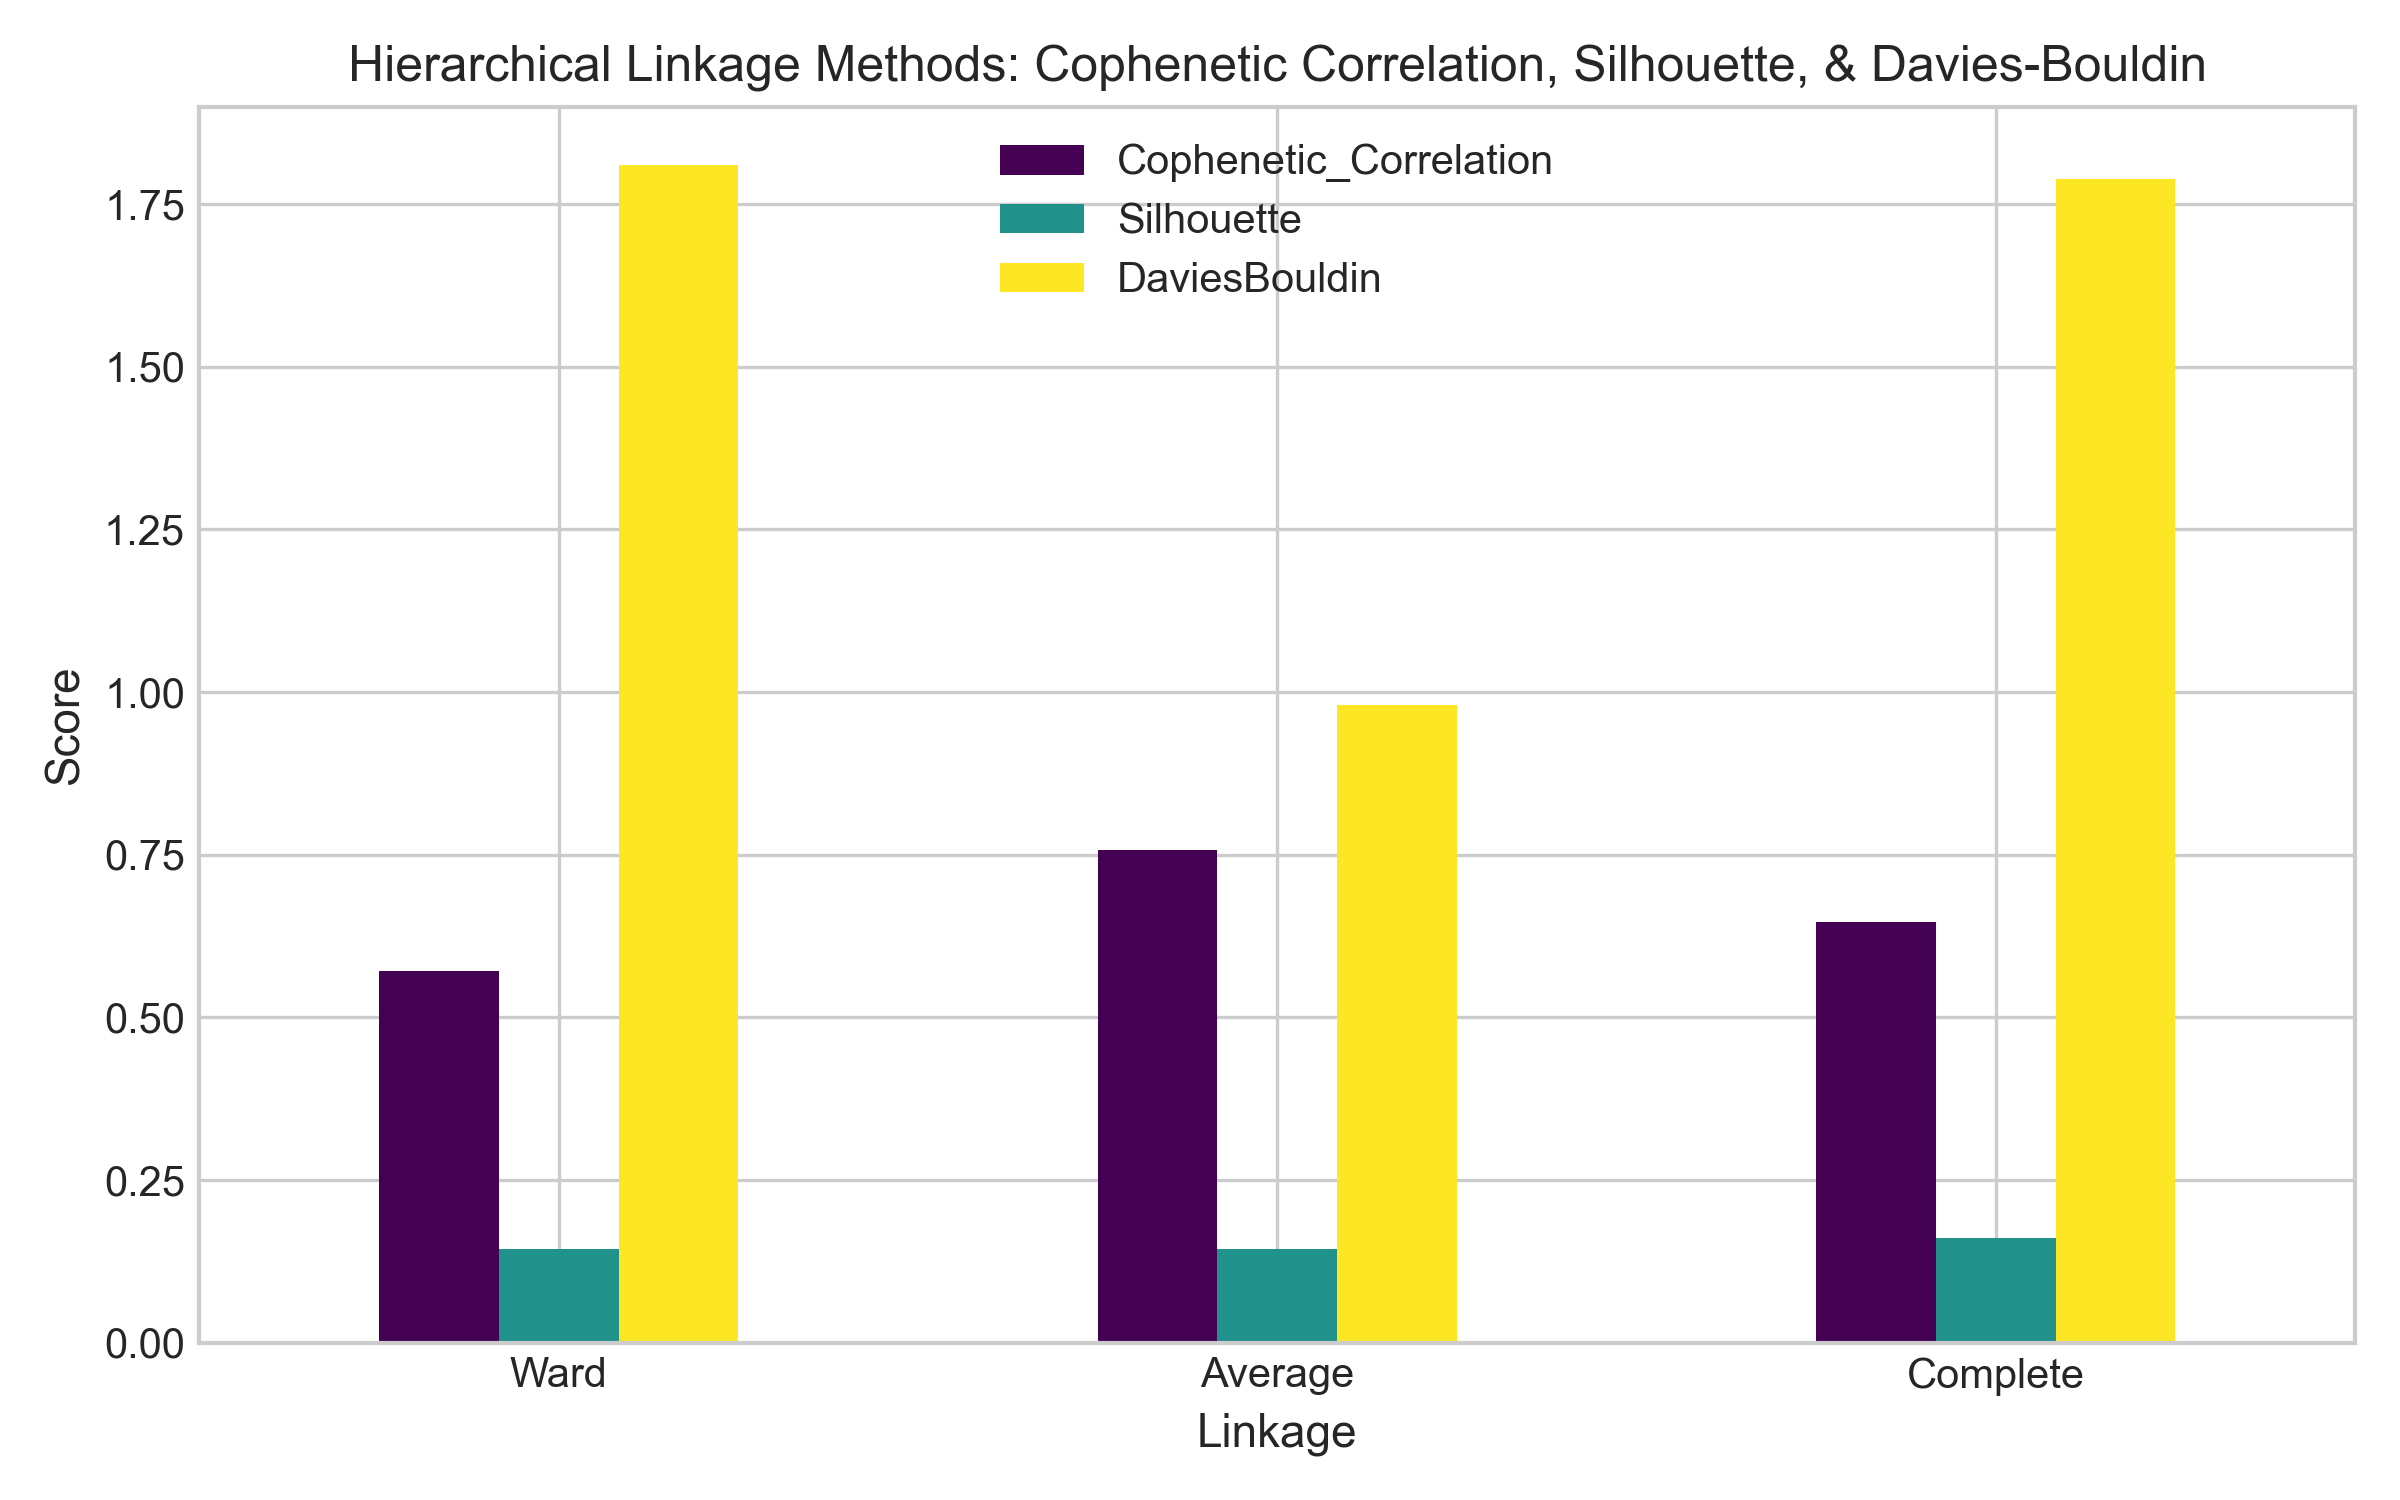 Hierarchical Linkage Methods: Cophenetic Correlation, Silhouette, & Davies-Bouldin
Cophenetic_Correlation
Silhouette
DaviesBouldin
1.75
1.50
1.25
1.00
0.75
0.50
0.25
0.00
Score
Ward
Average
Complete
Linkage